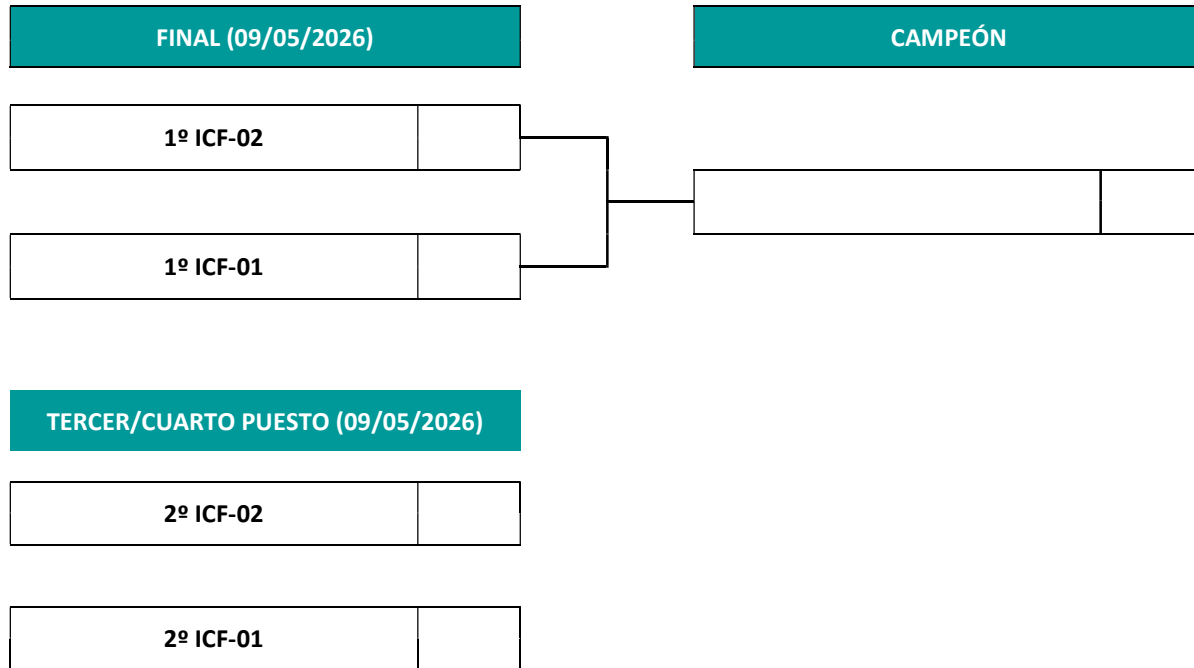 FINAL (09/05/2026)
CAMPEÓN
1º ICF-02
1º ICF-01
TERCER/CUARTO PUESTO (09/05/2026)
2º ICF-02
2º ICF-01